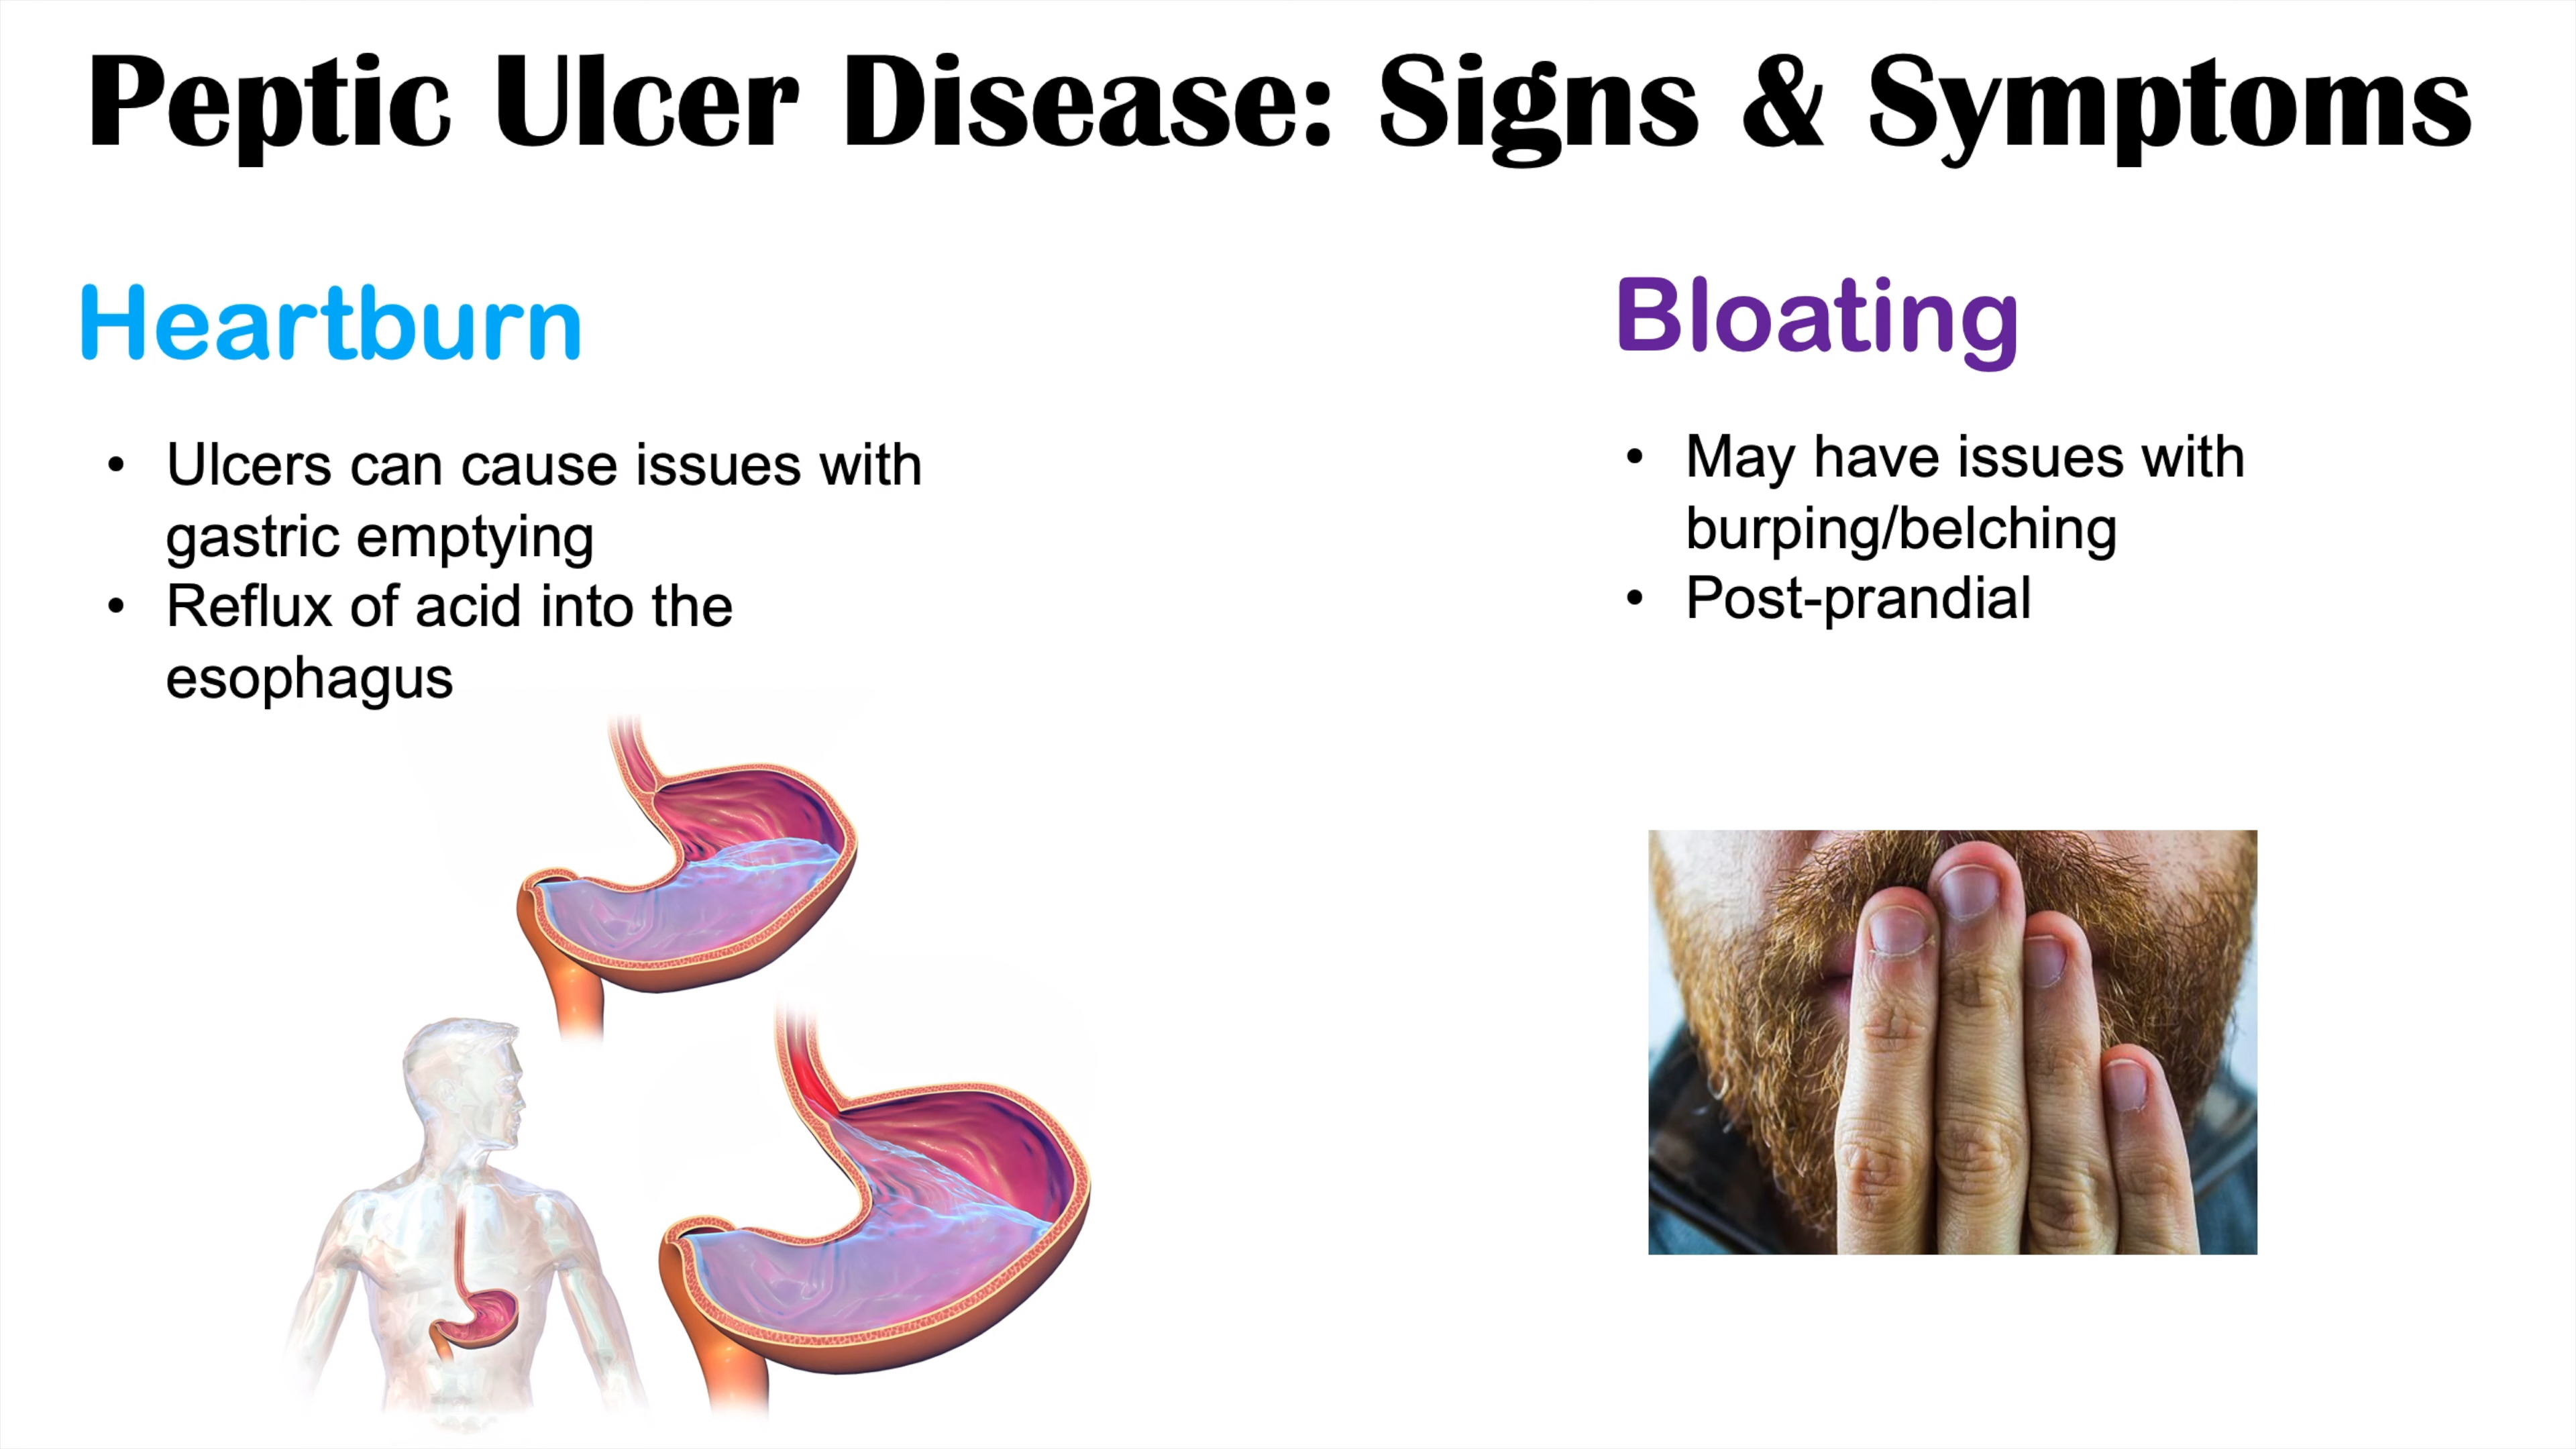 Peptic Ulcer Disease: Signs & Symptoms
Heartburn
• Ulcers can cause issues with
gastric emptying
• Reflux of acid into the
esophagus
Bloating
• May have issues with
burping/belching
• Post-prandial